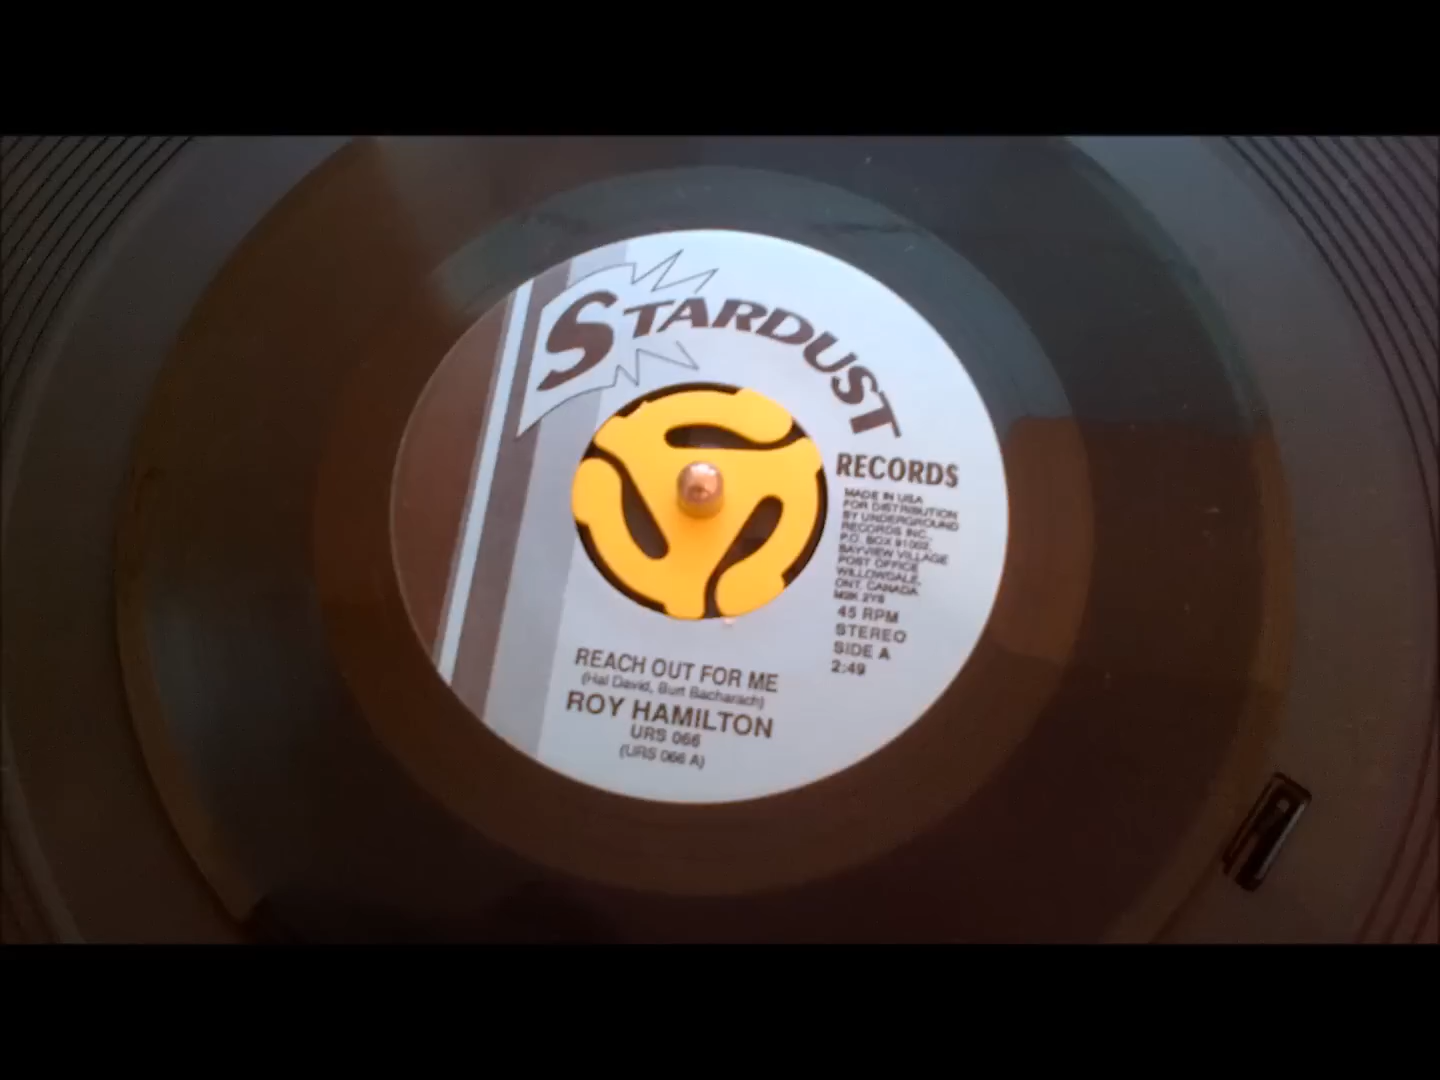 STARDUST
RECORDS
MADE IN USA
FOR DISTRIBUTION
BY UNDERGROUND
RECORDS INC.
P.O. BOX 91002,
BAYVIEW VILLAGE
POST OFFICE
WILLOWDALE,
ONT. CANADA
M2K 2Y6
45 RPM
STEREO
SIDE A
2:49
REACH OUT FOR ME
(Hal David, Burt Bacharach)
ROY HAMILTON
URS 066
(URS 066 A)